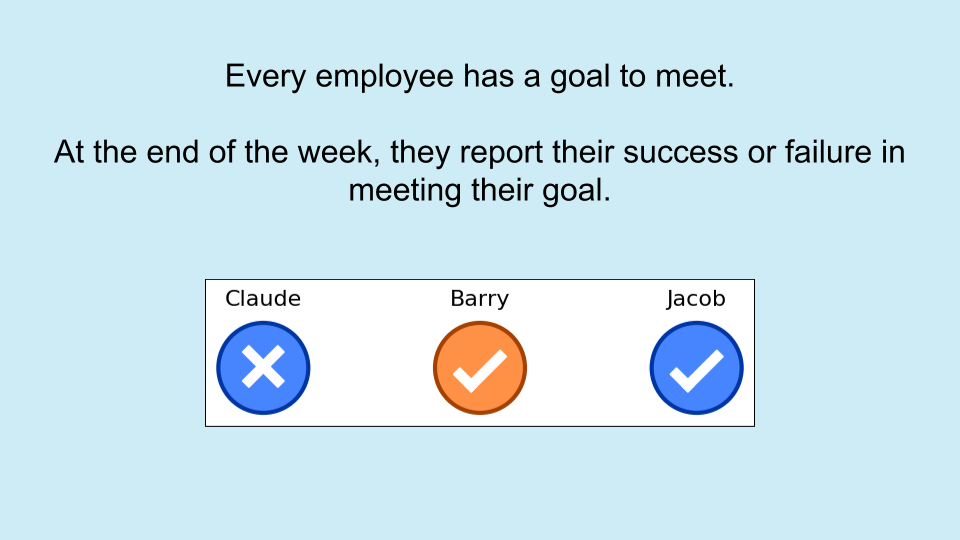 Every employee has a goal to meet.
At the end of the week, they report their success or failure in
meeting their goal.
Claude Barry Jacob